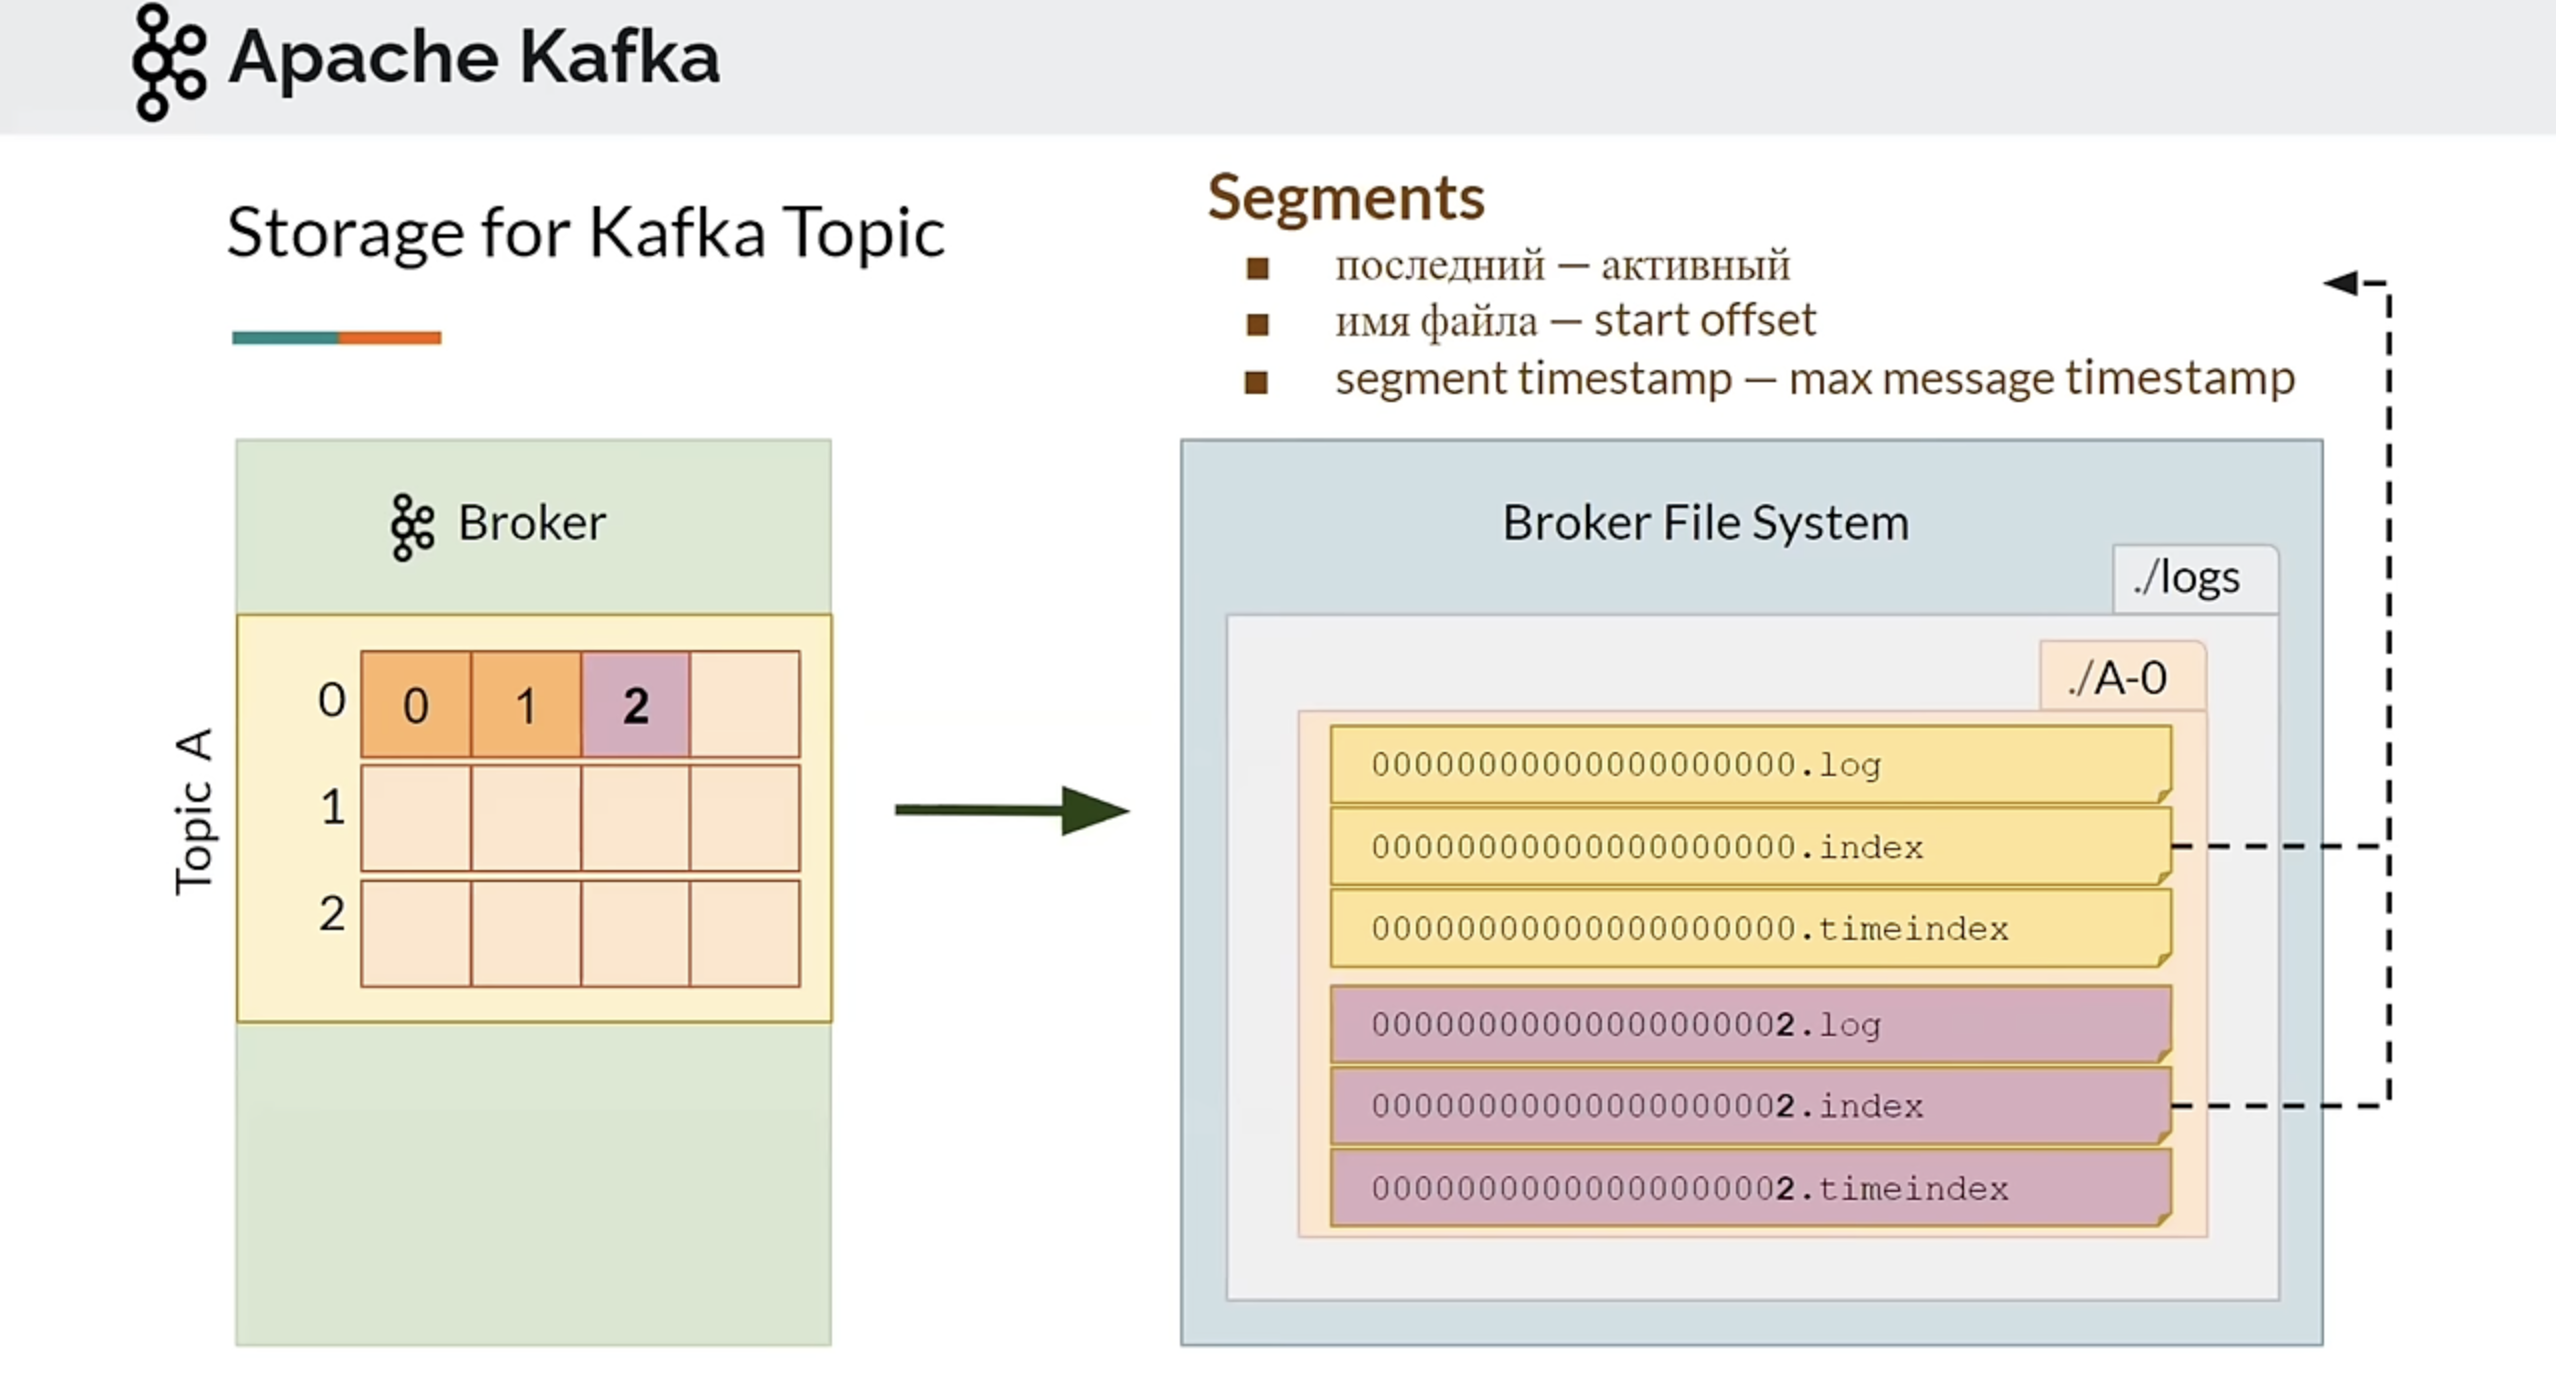 Apache Kafka
Storage for Kafka Topic
Segments
последний — активный
имя файла — start offset
segment timestamp — max message timestamp
Broker
Topic A
0
0 1 2
1
2
Broker File System
./logs
./A-0
00000000000000000000.log
00000000000000000000.index
00000000000000000000.timeindex
00000000000000000002.log
00000000000000000002.index
00000000000000000002.timeindex